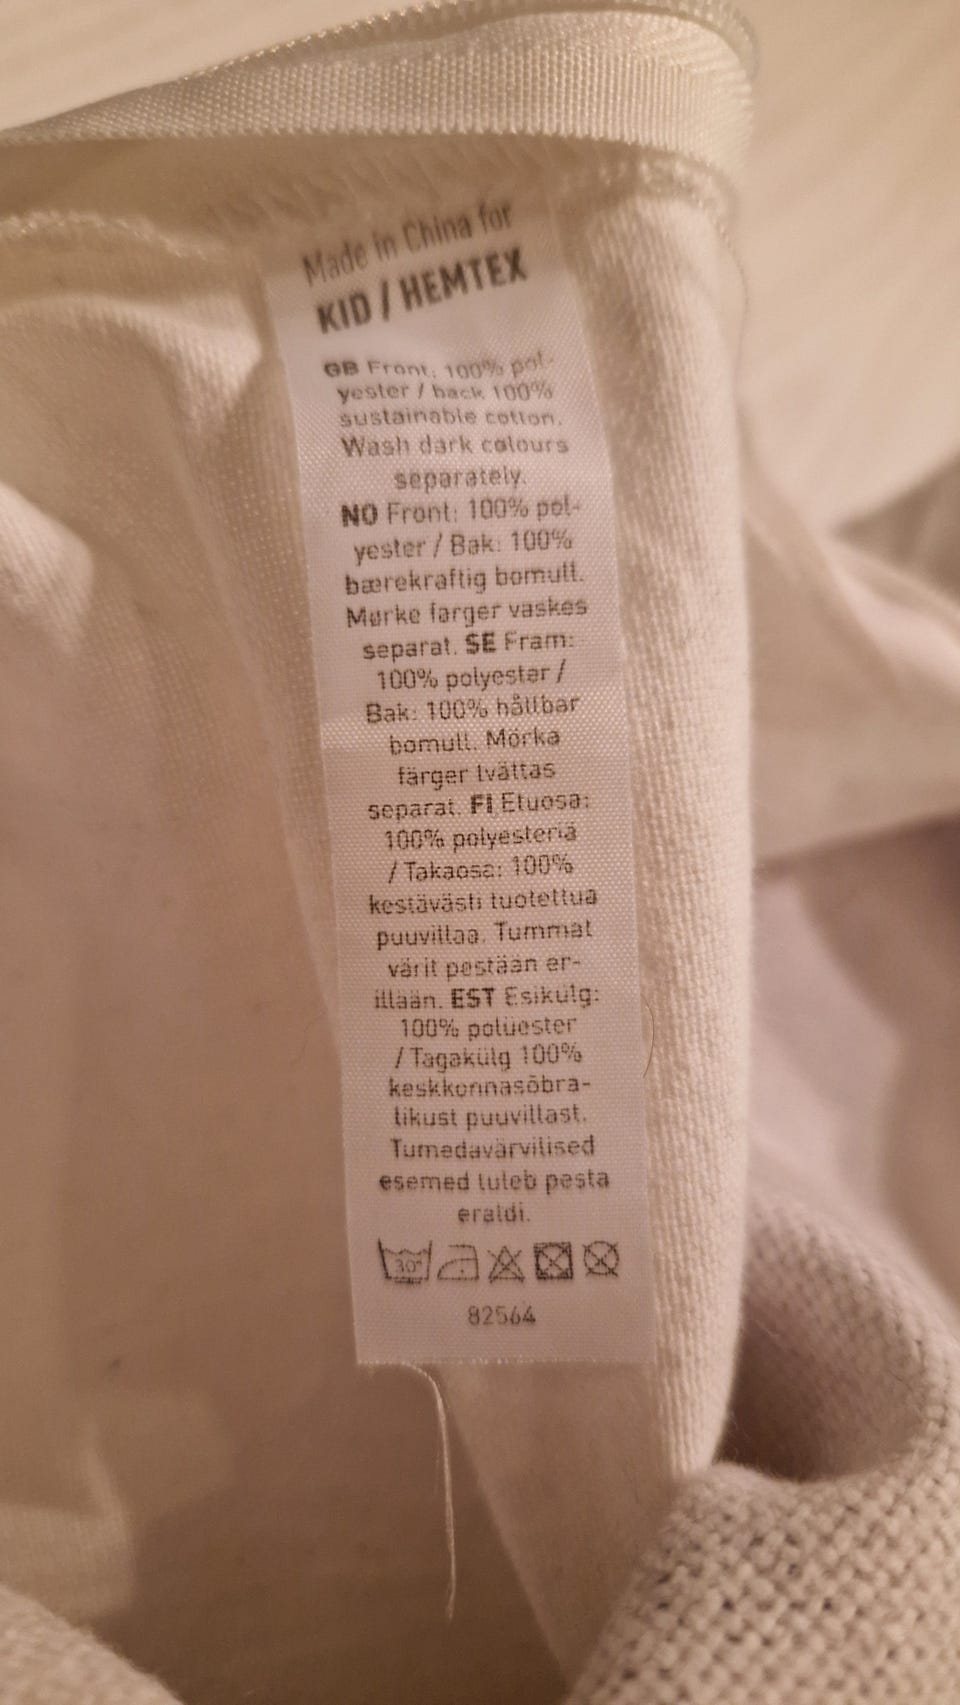 Made in China for
KID / HEMTEX
GB Front: 100% pol-
yester / back 100%
sustainable cotton.
Wash dark colours
separately.
NO Front: 100% pol-
yester / Bak: 100%
bærekraftig bomull.
Mørke farger vaskes
separat. SE Fram:
100% polyester /
Bak: 100% hållbar
bomull. Mörka
färger tvättas
separat. FI Etuosa:
100% polyesteriä
/ Takaosa: 100%
kestävästi tuotettua
puuvillaa. Tummat
värit pestään er-
illään. EST Esikülg:
100% polüester
/ Tagakülg 100%
keskkonnasõbra-
likust puuvillast.
Tumedavärvilised
esemed tuleb pesta
eraldi.
30°
82564